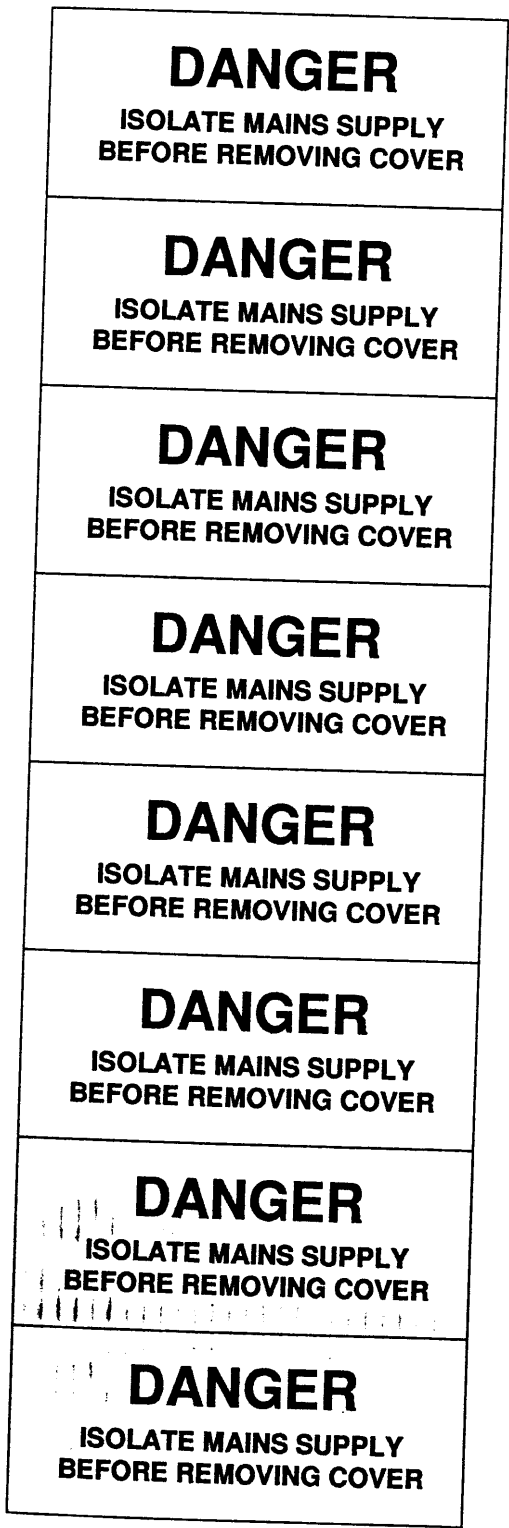 DANGER
ISOLATE MAINS SUPPLY
BEFORE REMOVING COVER
DANGER
ISOLATE MAINS SUPPLY
BEFORE REMOVING COVER
DANGER
ISOLATE MAINS SUPPLY
BEFORE REMOVING COVER
DANGER
ISOLATE MAINS SUPPLY
BEFORE REMOVING COVER
DANGER
ISOLATE MAINS SUPPLY
BEFORE REMOVING COVER
DANGER
ISOLATE MAINS SUPPLY
BEFORE REMOVING COVER
DANGER
ISOLATE MAINS SUPPLY
BEFORE REMOVING COVER
DANGER
ISOLATE MAINS SUPPLY
BEFORE REMOVING COVER